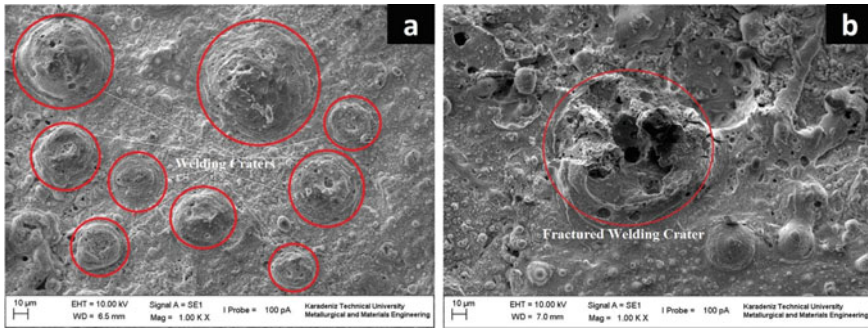 a
Welding Craters
10 µm
EHT = 10.00 kV
Signal A = SE1
I Probe = 100 pA
Karadeniz Technical University
WD = 6.5 mm
Mag = 1.00 K X
Metallurgical and Materials Engineering
b
Fractured Welding Crater
10 µm
EHT = 10.00 kV
Signal A = SE1
I Probe = 100 pA
Karadeniz Technical University
WD = 7.0 mm
Mag = 1.00 K X
Metallurgical and Materials Engineering